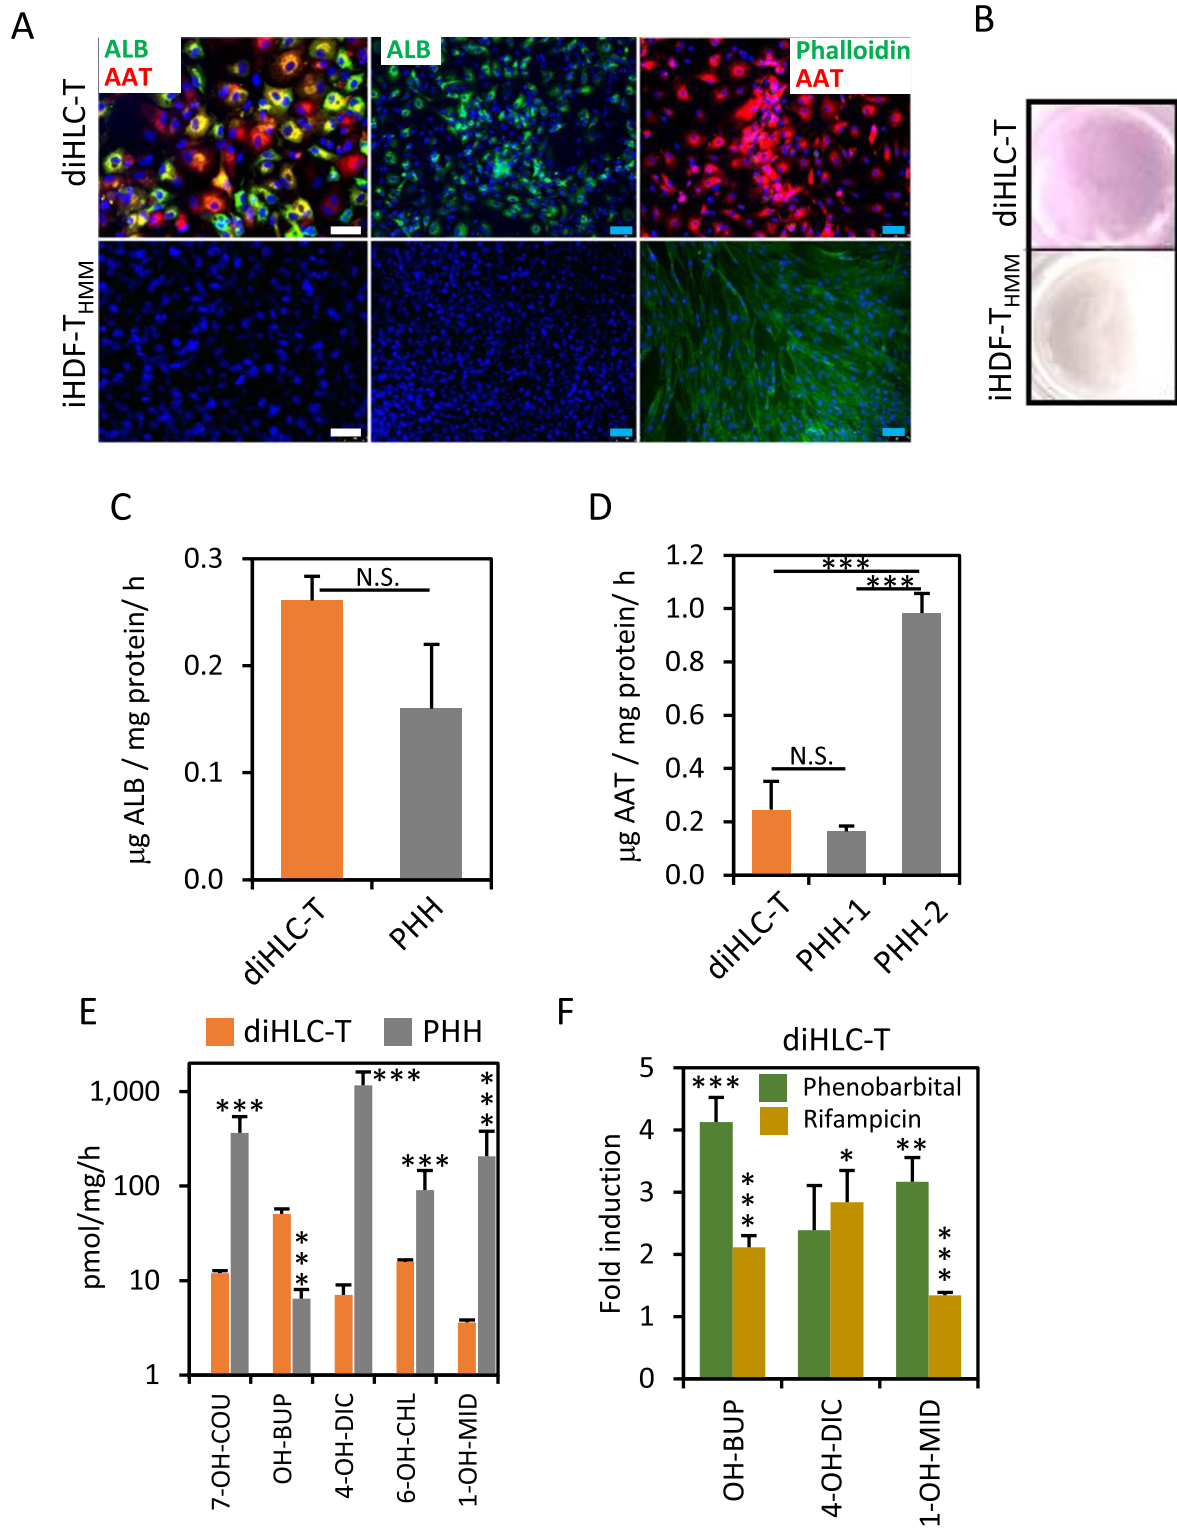 A
B
ALB
AAT
ALB
Phalloidin
AAT
diHLC-T
iHDF-T_HMM
diHLC-T
iHDF-T_HMM
C
0.3
0.2
0.1
0.0
µg ALB / mg protein/ h
N.S.
diHLC-T
PHH
D
1.2
1.0
0.8
0.6
0.4
0.2
0.0
µg AAT / mg protein/ h
***
***
N.S.
diHLC-T
PHH-1
PHH-2
E
diHLC-T
PHH
1,000
100
10
1
pmol/mg/h
***
***
***
***
***
7-OH-COU
OH-BUP
4-OH-DIC
6-OH-CHL
1-OH-MID
F
diHLC-T
Phenobarbital
Rifampicin
5
4
3
2
1
0
Fold induction
***
***
*
**
***
OH-BUP
4-OH-DIC
1-OH-MID